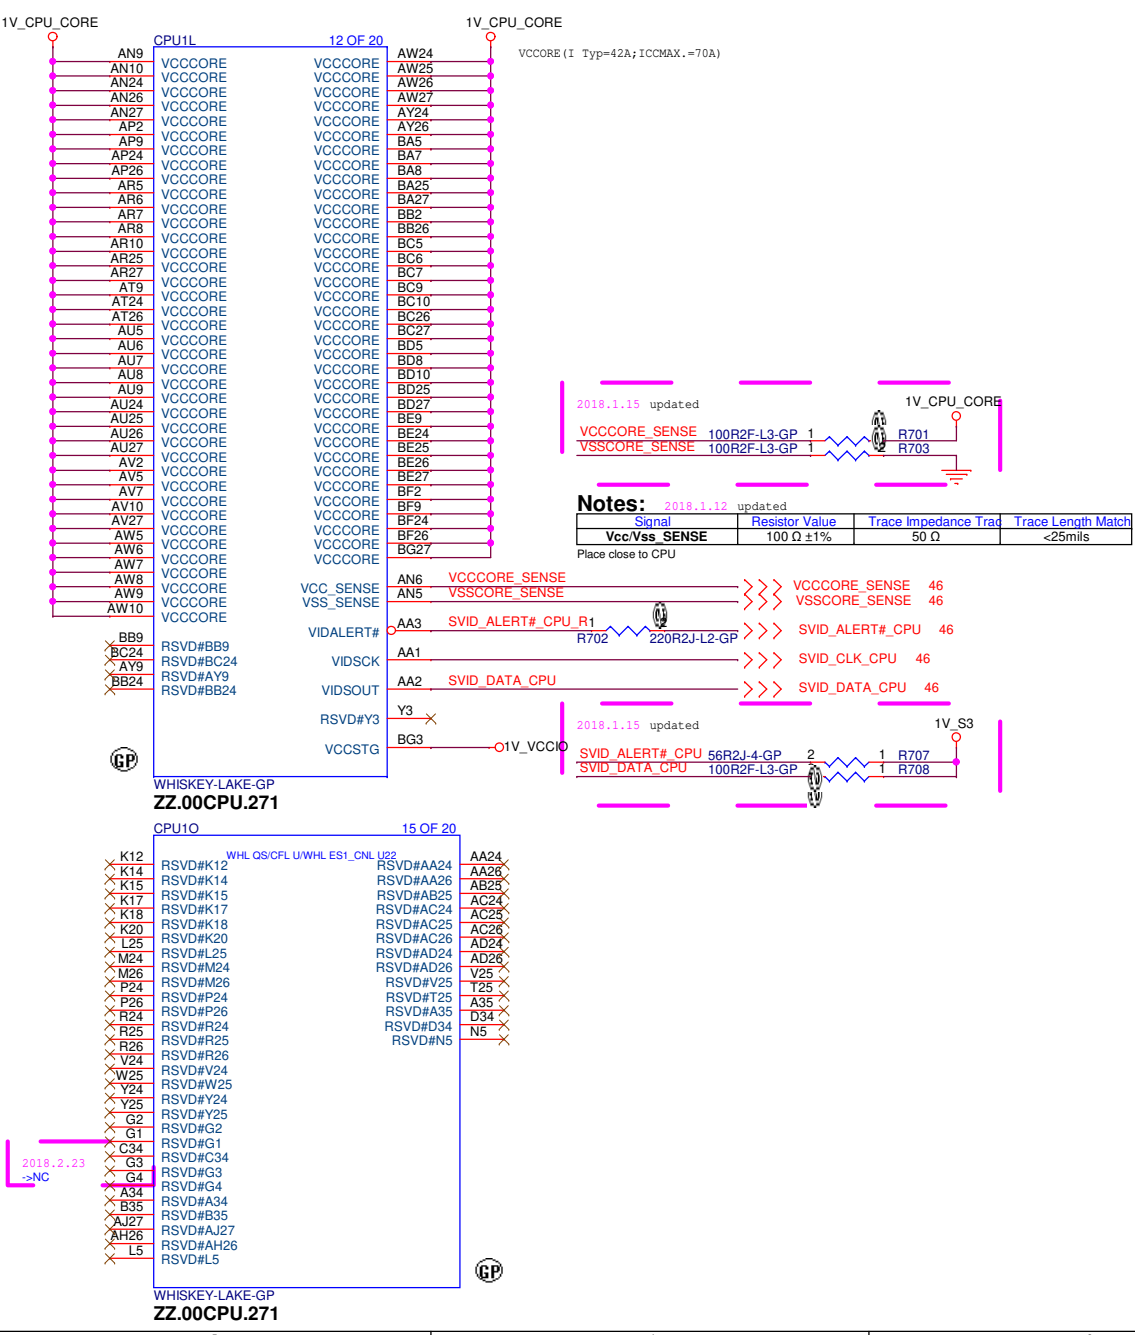 1V_CPU_CORE
1V_CPU_CORE
CPU1L 12 OF 20
VCCORE(I Typ=42A;ICCMAX.=70A)
AN9 VCCCORE VCCCORE AW24
AN10 VCCCORE VCCCORE AW25
AN24 VCCCORE VCCCORE AW26
AN26 VCCCORE VCCCORE AW27
AN27 VCCCORE VCCCORE AY24
AP2 VCCCORE VCCCORE AY26
AP9 VCCCORE VCCCORE BA5
AP24 VCCCORE VCCCORE BA7
AP26 VCCCORE VCCCORE BA8
AR5 VCCCORE VCCCORE BA25
AR6 VCCCORE VCCCORE BA27
AR7 VCCCORE VCCCORE BB2
AR8 VCCCORE VCCCORE BB26
AR10 VCCCORE VCCCORE BC5
AR25 VCCCORE VCCCORE BC6
AR27 VCCCORE VCCCORE BC7
AT9 VCCCORE VCCCORE BC9
AT24 VCCCORE VCCCORE BC10
AT26 VCCCORE VCCCORE BC26
AU5 VCCCORE VCCCORE BC27
AU6 VCCCORE VCCCORE BD5
AU7 VCCCORE VCCCORE BD8
AU8 VCCCORE VCCCORE BD10
AU9 VCCCORE VCCCORE BD25
AU24 VCCCORE VCCCORE BD27
AU25 VCCCORE VCCCORE BE9
AU26 VCCCORE VCCCORE BE24
AU27 VCCCORE VCCCORE BE25
AV2 VCCCORE VCCCORE BE26
AV5 VCCCORE VCCCORE BE27
AV7 VCCCORE VCCCORE BF2
AV10 VCCCORE VCCCORE BF9
AV27 VCCCORE VCCCORE BF24
AW5 VCCCORE VCCCORE BF26
AW6 VCCCORE VCCCORE BG27
AW7 VCCCORE
AW8 VCCCORE VCC_SENSE AN6 VCCCORE_SENSE VCCCORE_SENSE 46
AW9 VCCCORE VSS_SENSE AN5 VSSCORE_SENSE VSSCORE_SENSE 46
AW10 VCCCORE
VIDALERT# AA3 SVID_ALERT#_CPU_R 1 R702 220R2J-L2-GP SVID_ALERT#_CPU 46
BB9 RSVD#BB9
BC24 RSVD#BC24 VIDSCK AA1 SVID_CLK_CPU 46
AY9 RSVD#AY9
BB24 RSVD#BB24 VIDSOUT AA2 SVID_DATA_CPU SVID_DATA_CPU 46
RSVD#Y3 Y3
VCCSTG BG3 1V_VCCIO
GP
WHISKEY-LAKE-GP
ZZ.00CPU.271
2018.1.15 updated
1V_CPU_CORE
VCCCORE_SENSE 100R2F-L3-GP 1 R701
VSSCORE_SENSE 100R2F-L3-GP 1 2 R703
Notes: 2018.1.12 updated
Signal Resistor Value Trace Impedance Trac Trace Length Match
Vcc/Vss_SENSE 100 Ω ±1% 50 Ω <25mils
Place close to CPU
2018.1.15 updated
1V_S3
SVID_ALERT#_CPU 56R2J-4-GP 2 1 R707
SVID_DATA_CPU 100R2F-L3-GP 1 R708
CPU1O 15 OF 20
WHL QS/CFL U/WHL ES1_CNL U22
K12 RSVD#K12 RSVD#AA24 AA24
K14 RSVD#K14 RSVD#AA26 AA26
K15 RSVD#K15 RSVD#AB25 AB25
K17 RSVD#K17 RSVD#AC24 AC24
K18 RSVD#K18 RSVD#AC25 AC25
K20 RSVD#K20 RSVD#AC26 AC26
L25 RSVD#L25 RSVD#AD24 AD24
M24 RSVD#M24 RSVD#AD26 AD26
M26 RSVD#M26 RSVD#V25 V25
P24 RSVD#P24 RSVD#T25 T25
P26 RSVD#P26 RSVD#A35 A35
R24 RSVD#R24 RSVD#D34 D34
R25 RSVD#R25 RSVD#N5 N5
R26 RSVD#R26
V24 RSVD#V24
W25 RSVD#W25
Y24 RSVD#Y24
Y25 RSVD#Y25
G2 RSVD#G2
G1 RSVD#G1
C34 RSVD#C34
2018.2.23 G3 RSVD#G3
->NC G4 RSVD#G4
A34 RSVD#A34
B35 RSVD#B35
AJ27 RSVD#AJ27
AH26 RSVD#AH26
L5 RSVD#L5
GP
WHISKEY-LAKE-GP
ZZ.00CPU.271